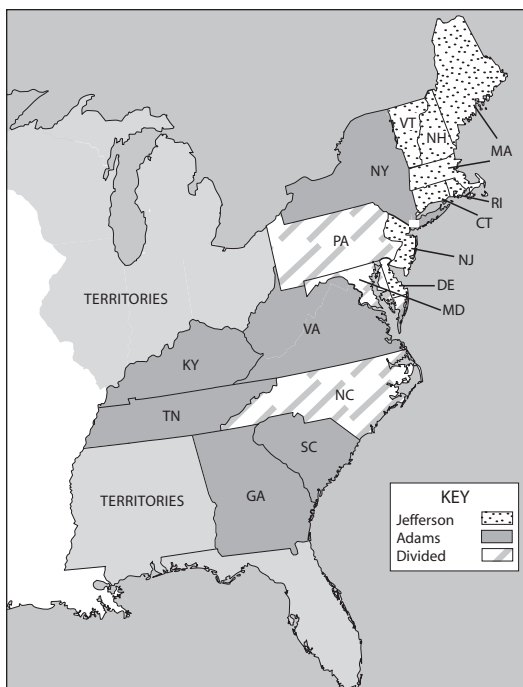 VT
NH
MA
NY
RI
CT
PA
NJ
DE
MD
TERRITORIES
VA
KY
NC
TN
SC
TERRITORIES
GA
KEY
Jefferson
Adams
Divided